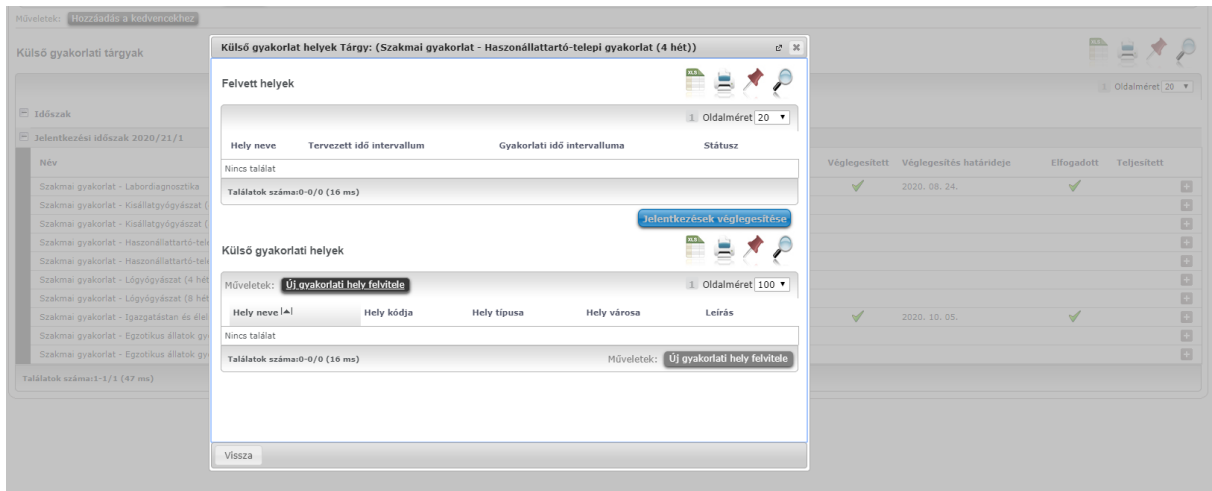 Műveletek: Hozzáadás a kedvencekhez
Külső gyakorlati tárgyak
1 Oldalméret 20
Időszak
Jelentkezési időszak 2020/21/1
Név Véglegesített Véglegesítés határideje Elfogadott Teljesített
Szakmai gyakorlat - Labordiagnosztika 2020. 08. 24.
Szakmai gyakorlat - Kisállatgyógyászat (
Szakmai gyakorlat - Kisállatgyógyászat (
Szakmai gyakorlat - Haszonállattartó-tele
Szakmai gyakorlat - Haszonállattartó-tele
Szakmai gyakorlat - Lógyógyászat (4 hét
Szakmai gyakorlat - Lógyógyászat (8 hét
Szakmai gyakorlat - Igazgatástan és élel 2020. 10. 05.
Szakmai gyakorlat - Egzotikus állatok gy
Szakmai gyakorlat - Egzotikus állatok gy
Találatok száma:1-1/1 (47 ms)
Külső gyakorlat helyek Tárgy: (Szakmai gyakorlat - Haszonállattartó-telepi gyakorlat (4 hét))
Felvett helyek
XLS
1 Oldalméret 20
Hely neve Tervezett idő intervallum Gyakorlati idő intervalluma Státusz
Nincs találat
Találatok száma:0-0/0 (16 ms)
Jelentkezések véglegesítése
Külső gyakorlati helyek
XLS
Műveletek: Új gyakorlati hely felvitele 1 Oldalméret 100
Hely neve Hely kódja Hely típusa Hely városa Leírás
Nincs találat
Találatok száma:0-0/0 (16 ms) Műveletek: Új gyakorlati hely felvitele
Vissza